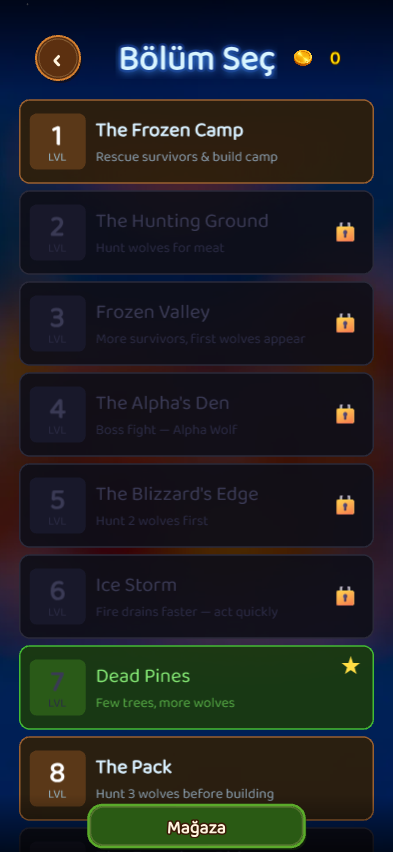 ‹ Bölüm Seç 0
1
LVL
The Frozen Camp
Rescue survivors & build camp
2
LVL
The Hunting Ground
Hunt wolves for meat
3
LVL
Frozen Valley
More survivors, first wolves appear
4
LVL
The Alpha's Den
Boss fight — Alpha Wolf
5
LVL
The Blizzard's Edge
Hunt 2 wolves first
6
LVL
Ice Storm
Fire drains faster — act quickly
7
LVL
Dead Pines
Few trees, more wolves
8
LVL
The Pack
Hunt 3 wolves before building
Mağaza